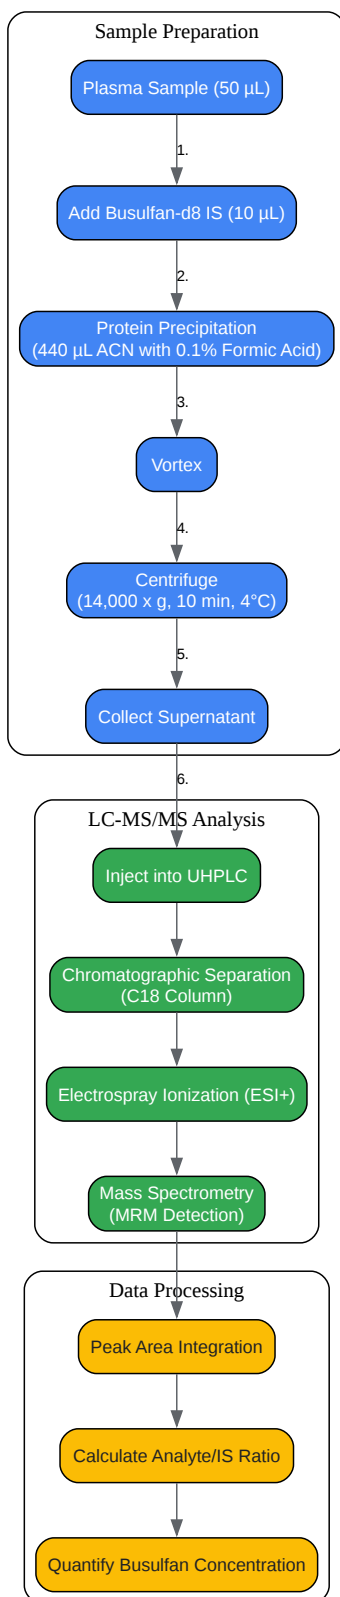 Sample Preparation
Plasma Sample (50 µL)
1.
Add Busulfan-d8 IS (10 µL)
2.
Protein Precipitation
(440 µL ACN with 0.1% Formic Acid)
3.
Vortex
4.
Centrifuge
(14,000 x g, 10 min, 4°C)
5.
Collect Supernatant
6.
LC-MS/MS Analysis
Inject into UHPLC
Chromatographic Separation
(C18 Column)
Electrospray Ionization (ESI+)
Mass Spectrometry
(MRM Detection)
Data Processing
Peak Area Integration
Calculate Analyte/IS Ratio
Quantify Busulfan Concentration